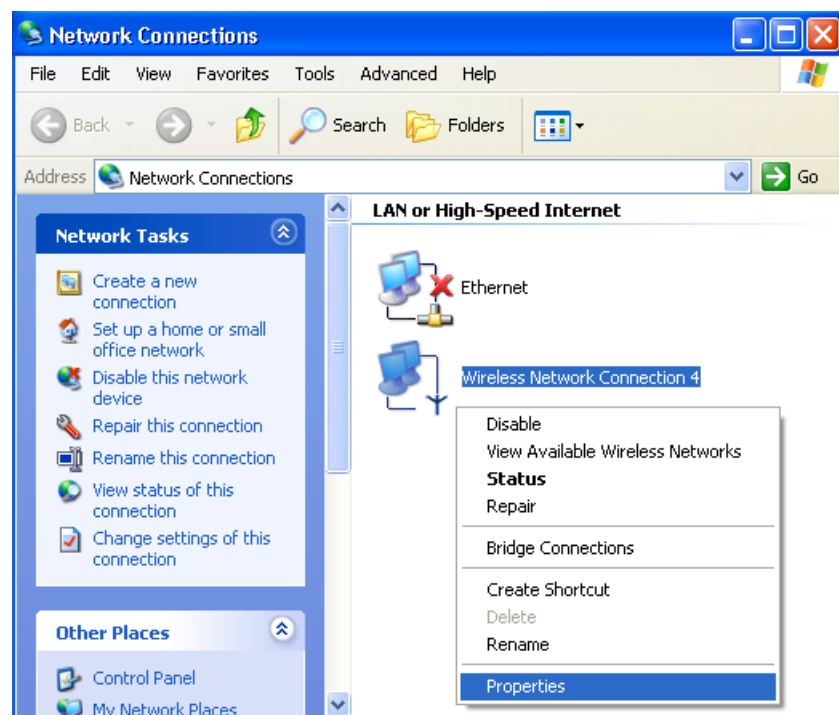 Network Connections
File Edit View Favorites Tools Advanced Help
Back Search Folders
Address Network Connections Go
Network Tasks
Create a new
connection
Set up a home or small
office network
Disable this network
device
Repair this connection
Rename this connection
View status of this
connection
Change settings of this
connection
Other Places
Control Panel
My Network Places
LAN or High-Speed Internet
Ethernet
Wireless Network Connection 4
Disable
View Available Wireless Networks
Status
Repair
Bridge Connections
Create Shortcut
Delete
Rename
Properties